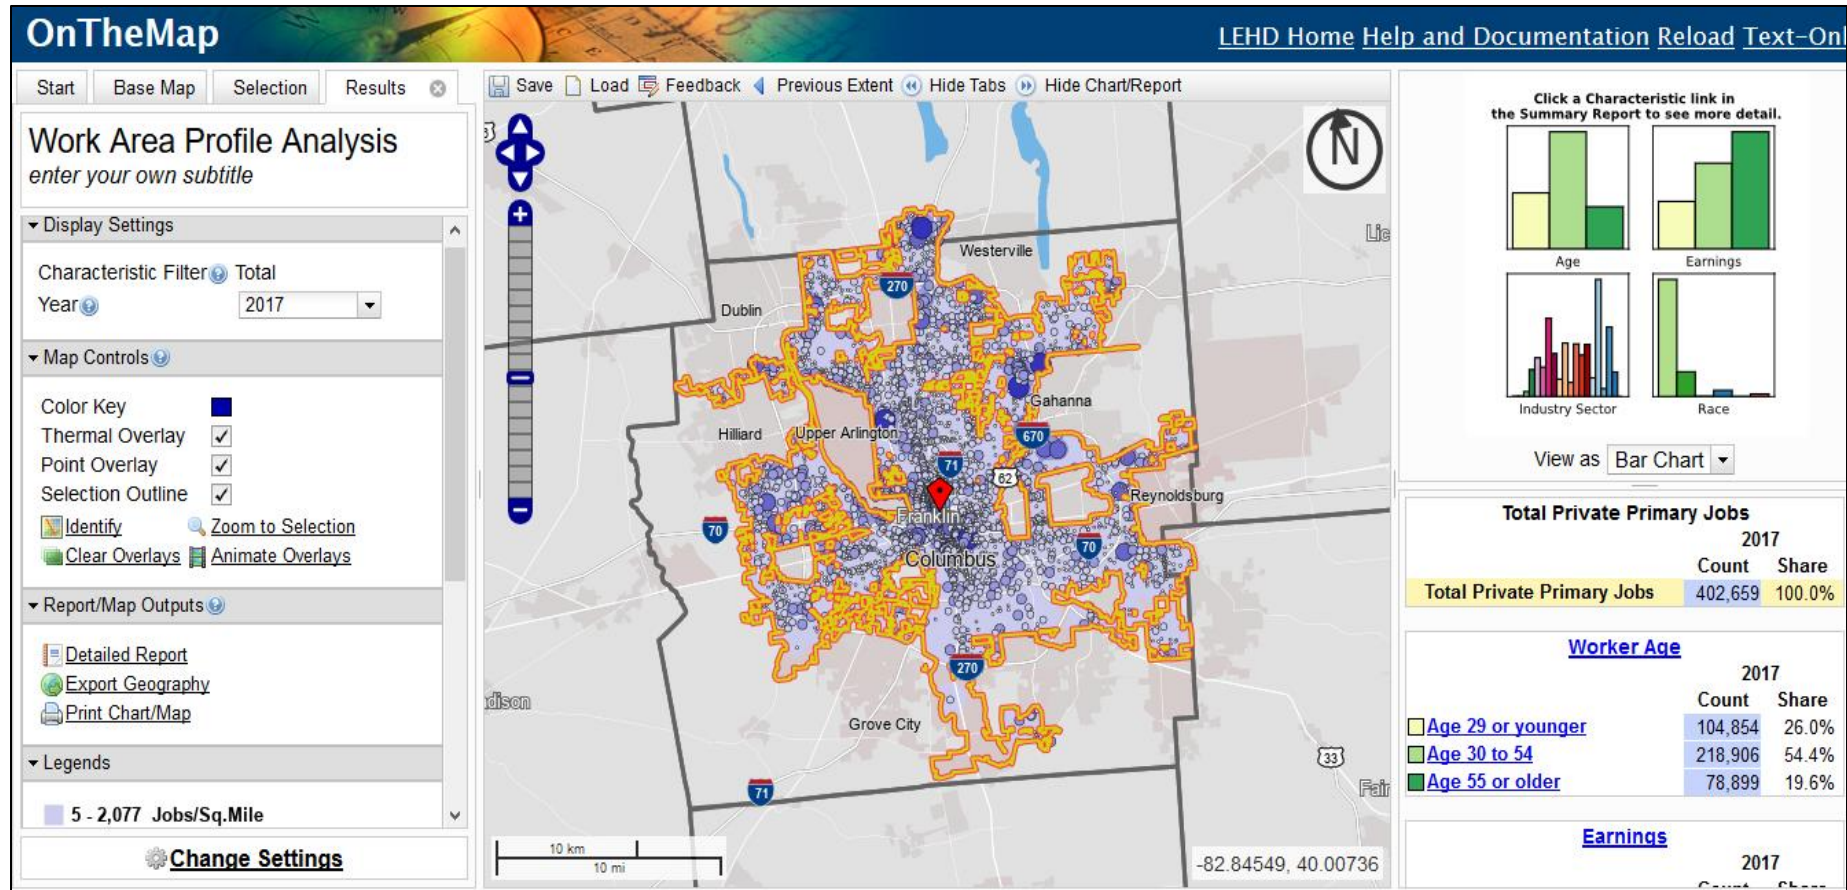 OnTheMap
LEHD Home Help and Documentation Reload Text-Onl
Start Base Map Selection Results
Save Load Feedback Previous Extent Hide Tabs Hide Chart/Report
Work Area Profile Analysis
enter your own subtitle
Display Settings
Characteristic Filter Total
Year 2017
Map Controls
Color Key
Thermal Overlay
Point Overlay
Selection Outline
Identify Zoom to Selection
Clear Overlays Animate Overlays
Report/Map Outputs
Detailed Report
Export Geography
Print Chart/Map
Legends
5 - 2,077 Jobs/Sq.Mile
Change Settings
N
Lic
Westerville
270
Dublin
Gahanna
Hilliard
Upper Arlington
670
71
62
Reynoldsburg
Franklin
70
70
Columbus
270
dison
Grove City
33
71
Fair
10 km
10 mi
-82.84549, 40.00736
Click a Characteristic link in
the Summary Report to see more detail.
Age Earnings
Industry Sector Race
View as Bar Chart
Total Private Primary Jobs
2017
Count Share
Total Private Primary Jobs 402,659 100.0%
Worker Age
2017
Count Share
Age 29 or younger 104,854 26.0%
Age 30 to 54 218,906 54.4%
Age 55 or older 78,899 19.6%
Earnings
2017
Count Share